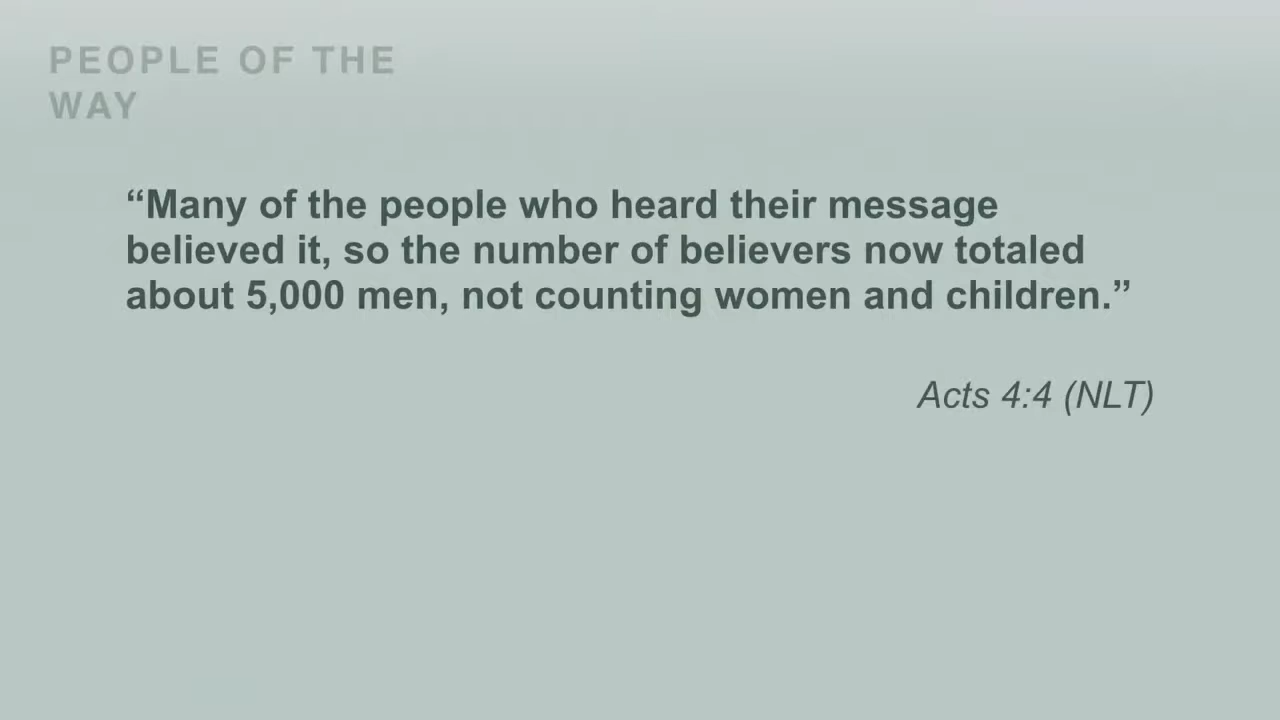 PEOPLE OF THE
WAY
“Many of the people who heard their message
believed it, so the number of believers now totaled
about 5,000 men, not counting women and children.”
Acts 4:4 (NLT)